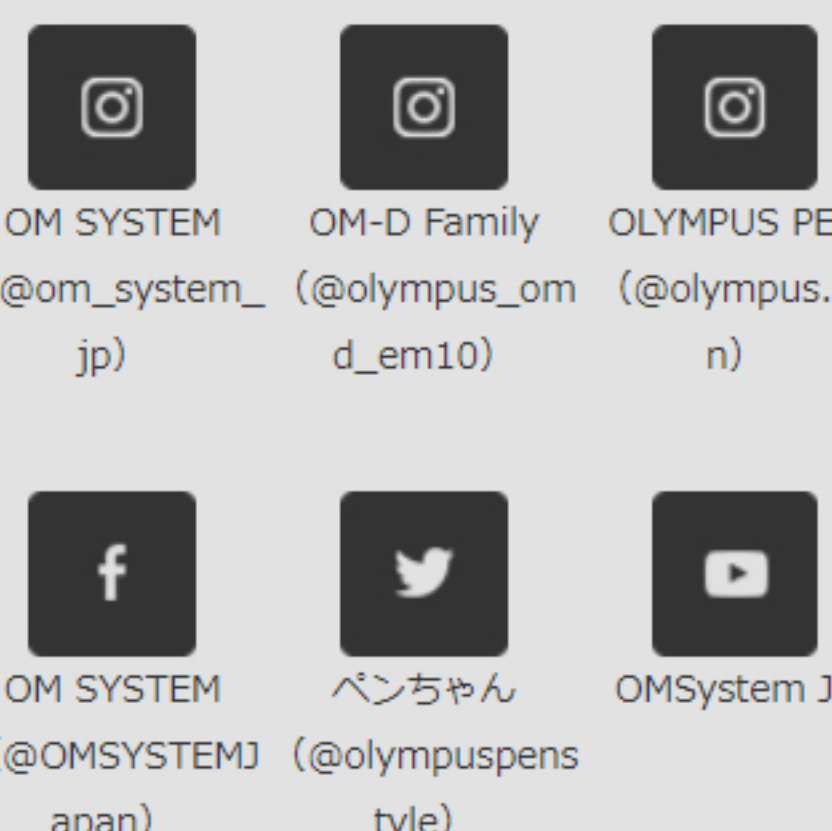 OM SYSTEM
@om_system_
jp）
OM-D Family
（@olympus_om
d_em10）
OLYMPUS PE
（@olympus.
n）
OM SYSTEM
（@OMSYSTEMJ
apan）
ペンちゃん
（@olympuspens
tyle）
OMSystem J